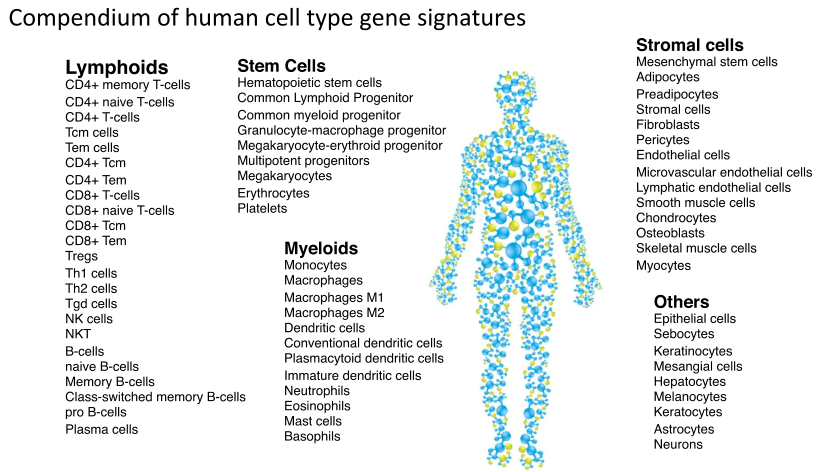 Compendium of human cell type gene signatures
Lymphoids
CD4+ memory T-cells
CD4+ naive T-cells
CD4+ T-cells
Tcm cells
Tem cells
CD4+ Tcm
CD4+ Tem
CD8+ T-cells
CD8+ naive T-cells
CD8+ Tcm
CD8+ Tem
Tregs
Th1 cells
Th2 cells
Tgd cells
NK cells
NKT
B-cells
naive B-cells
Memory B-cells
Class-switched memory B-cells
pro B-cells
Plasma cells
Stem Cells
Hematopoietic stem cells
Common Lymphoid Progenitor
Common myeloid progenitor
Granulocyte-macrophage progenitor
Megakaryocyte-erythroid progenitor
Multipotent progenitors
Megakaryocytes
Erythrocytes
Platelets
Myeloids
Monocytes
Macrophages
Macrophages M1
Macrophages M2
Dendritic cells
Conventional dendritic cells
Plasmacytoid dendritic cells
Immature dendritic cells
Neutrophils
Eosinophils
Mast cells
Basophils
Stromal cells
Mesenchymal stem cells
Adipocytes
Preadipocytes
Stromal cells
Fibroblasts
Pericytes
Endothelial cells
Microvascular endothelial cells
Lymphatic endothelial cells
Smooth muscle cells
Chondrocytes
Osteoblasts
Skeletal muscle cells
Myocytes
Others
Epithelial cells
Sebocytes
Keratinocytes
Mesangial cells
Hepatocytes
Melanocytes
Keratocytes
Astrocytes
Neurons